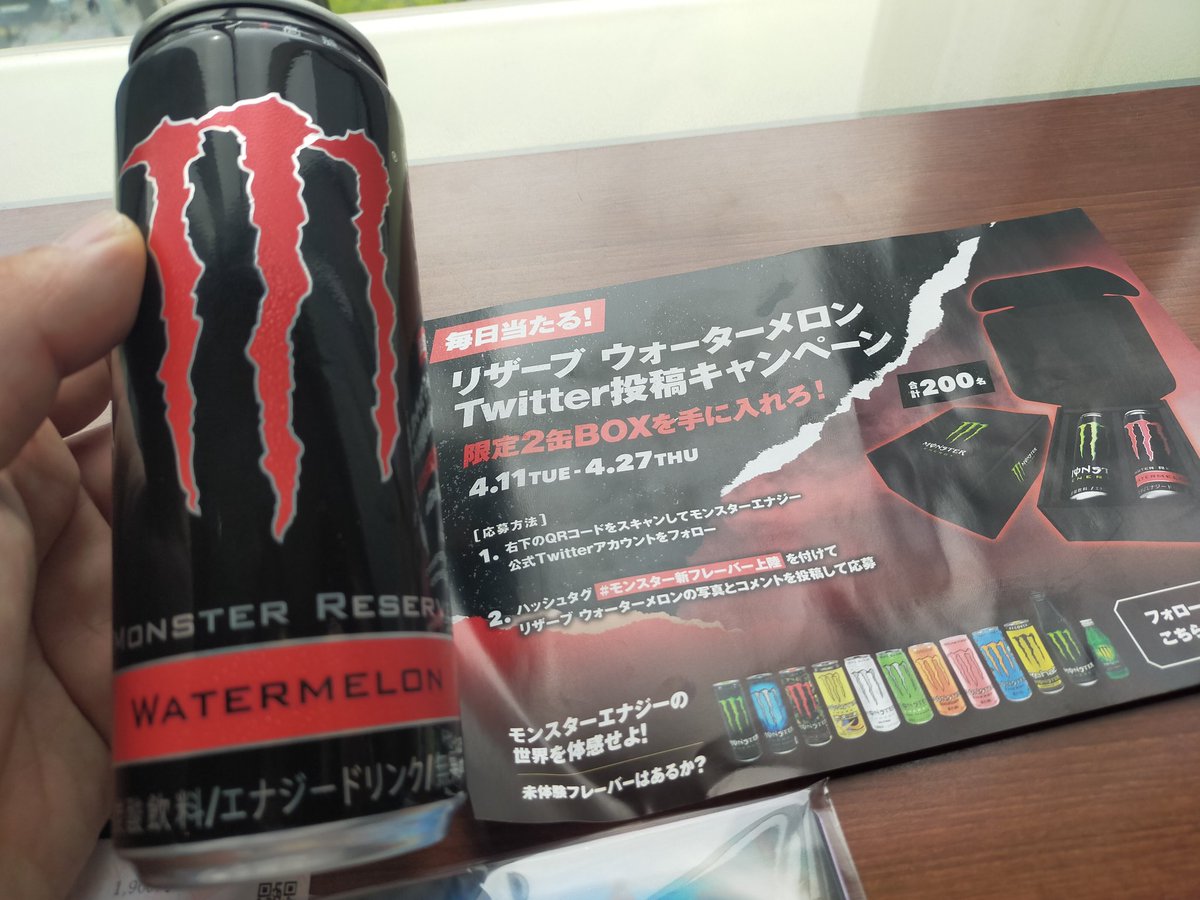 MONSTER RESERV
WATERMELON
炭酸飲料/エナジードリンク/
毎日当たる!
リザーブ ウォーターメロン
Twitter投稿キャンペーン
限定2缶BOXを手に入れろ!
4.11TUE-4.27THU
[応募方法]
1. 右下のQRコードをスキャンしてモンスターエナジー
公式Twitterアカウントをフォロー
2. ハッシュタグ #モンスター新フレーバー上陸 を付けて
リザーブ ウォーターメロンの写真とコメントを投稿して応募
合計200名
MONSTER
フォロー
こちら
モンスターエナジーの
世界を体感せよ!
未体験フレーバーはあるか?